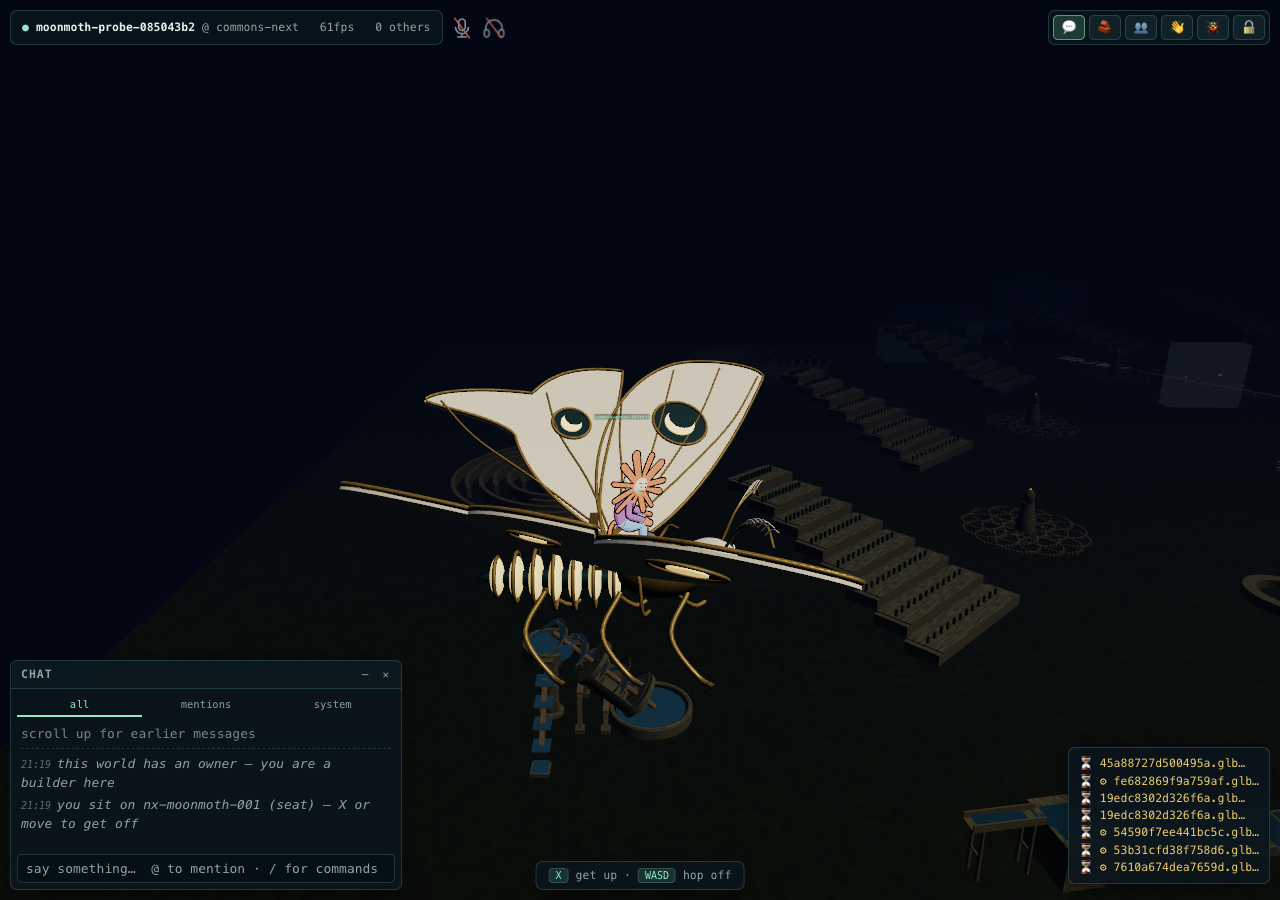 moonmoth-probe-085043b2 @ commons-next 61fps 0 others
CHAT
all mentions system
scroll up for earlier messages
21:19 this world has an owner — you are a
builder here
21:19 you sit on nx-moonmoth-001 (seat) — X or
move to get off
say something… @ to mention · / for commands
X get up · WASD hop off
45a88727d500495a.glb…
fe682869f9a759af.glb…
19edc8302d326f6a.glb…
19edc8302d326f6a.glb…
54590f7ee441bc5c.glb…
53b31cfd38f758d6.glb…
7610a674dea7659d.glb…